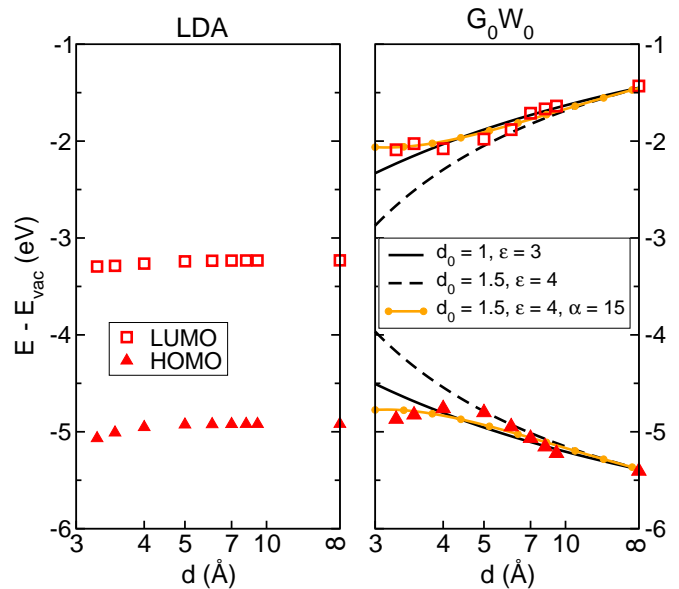 LDA
G₀W₀
-1
-2
-3
-4
-5
-6
E - E_vac (eV)
LUMO
HOMO
3
4
5
7
10
∞
d (Å)
d₀ = 1, ε = 3
d₀ = 1.5, ε = 4
d₀ = 1.5, ε = 4, α = 15
-1
-2
-3
-4
-5
-6
3
4
5
7
10
∞
d (Å)